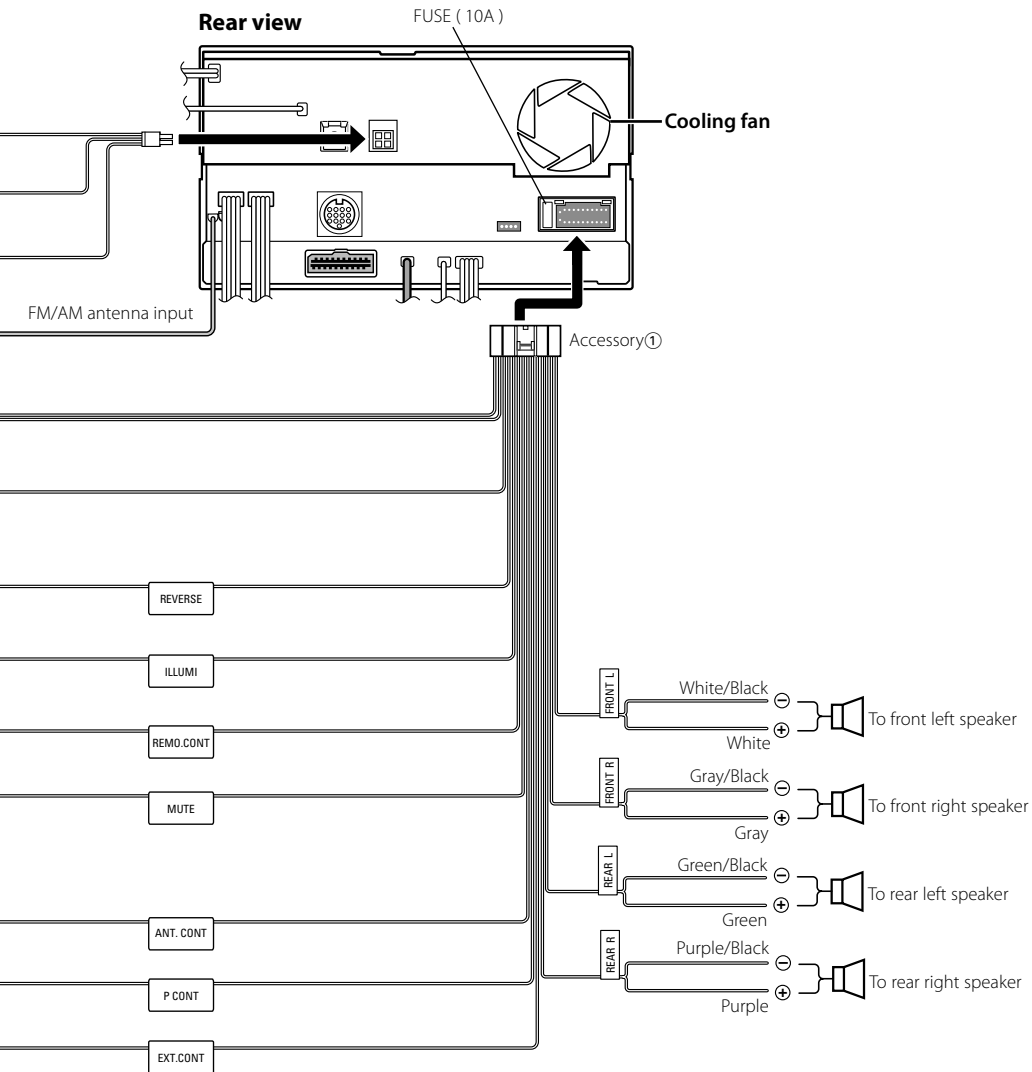 Rear view
FUSE ( 10A )
Cooling fan
FM/AM antenna input
Accessory①
REVERSE
ILLUMI
REMO.CONT
MUTE
ANT. CONT
P CONT
EXT.CONT
FRONT L
White/Black
⊖
To front left speaker
⊕
White
FRONT R
Gray/Black
⊖
To front right speaker
⊕
Gray
REAR L
Green/Black
⊖
To rear left speaker
⊕
Green
REAR R
Purple/Black
⊖
To rear right speaker
⊕
Purple